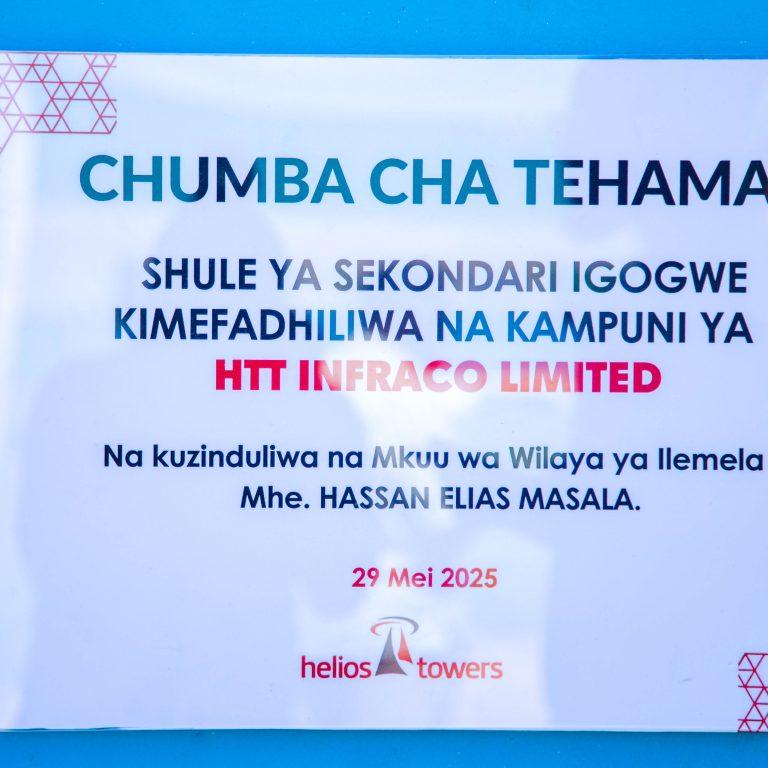 CHUMBA CHA TEHAMA
SHULE YA SEKONDARI IGOGWE
KIMEFADHILIWA NA KAMPUNI YA
HTT INFRACO LIMITED
Na kuzinduliwa na Mkuu wa Wilaya ya Ilemela
Mhe. HASSAN ELIAS MASALA.
29 Mei 2025
helios towers